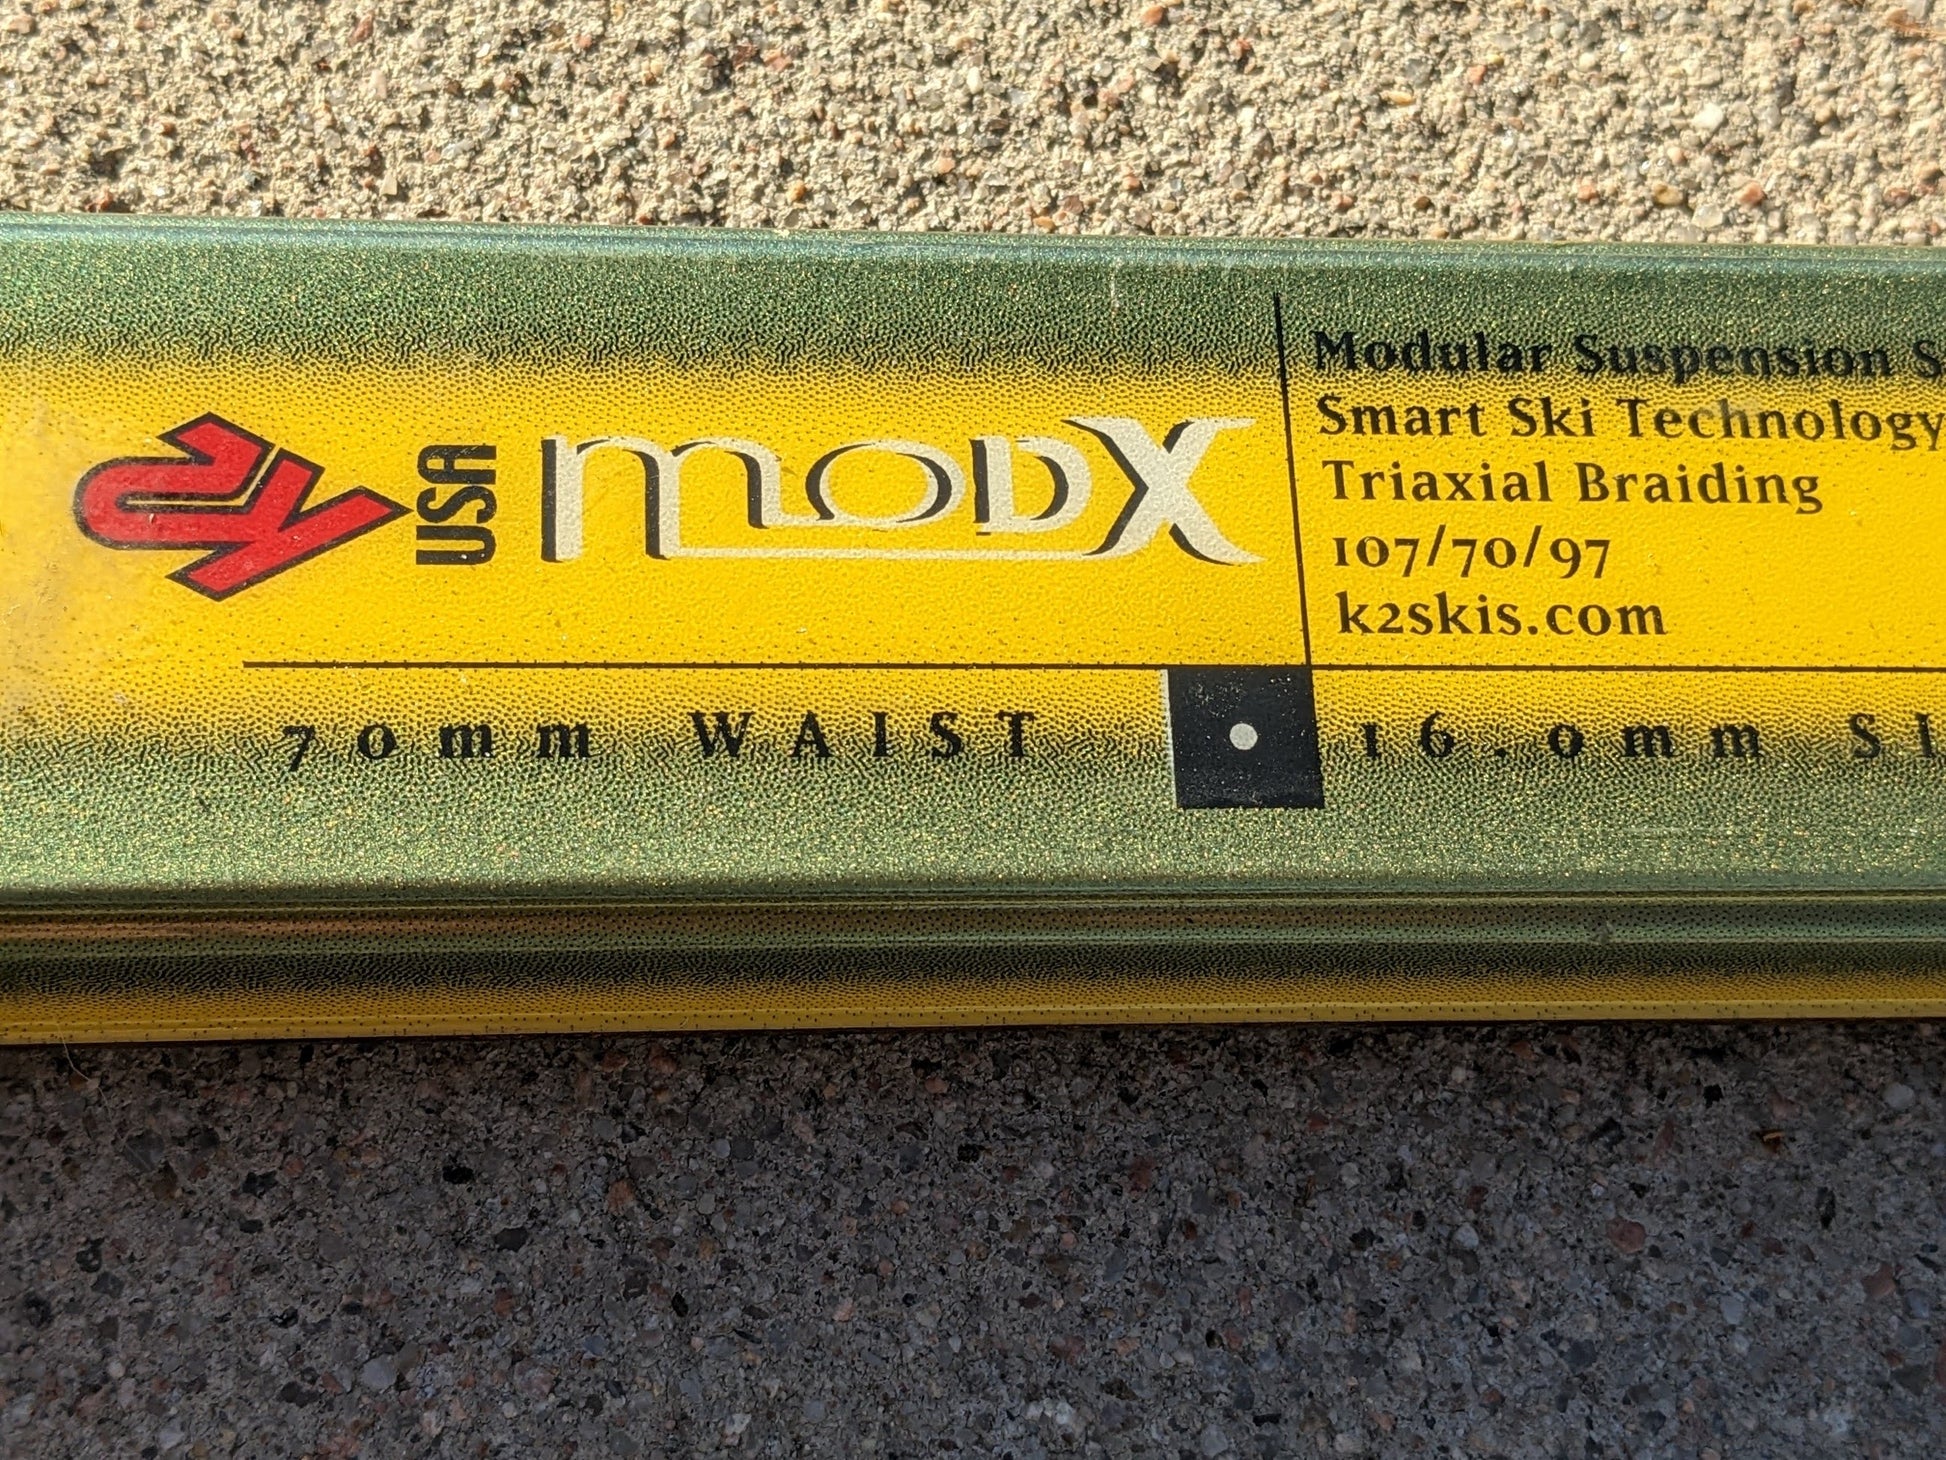 K2
USA
modX
Modular Suspension
Smart Ski Technology
Triaxial Braiding
107/70/97
k2skis.com
70mm WAIST
16.0mm